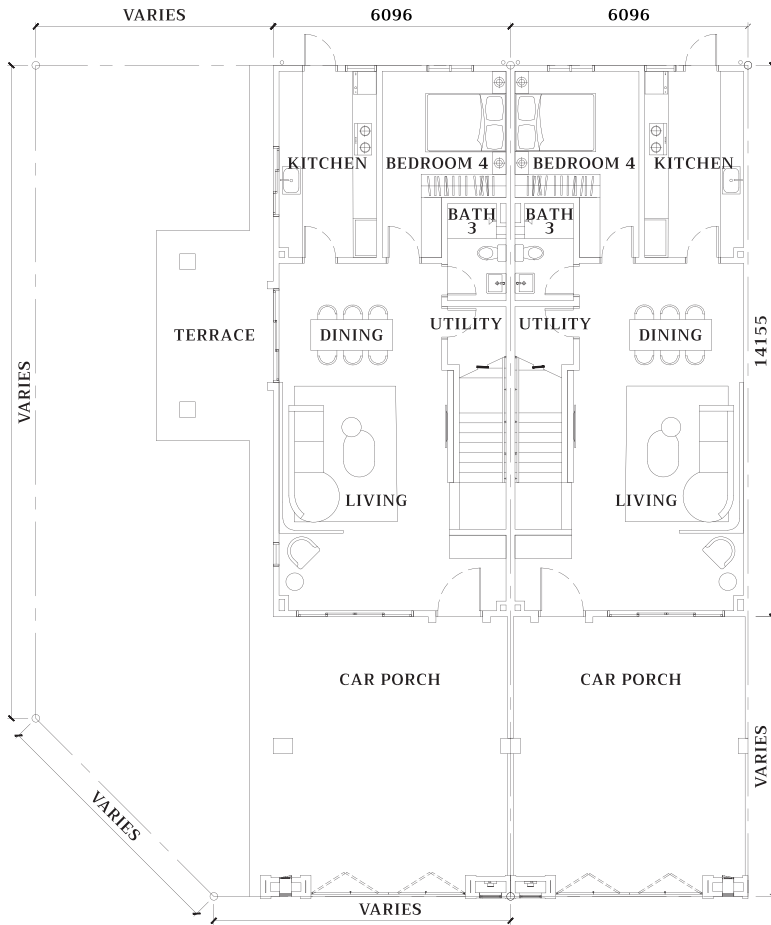 VARIES
6096
6096
KITCHEN
BEDROOM 4
BEDROOM 4
KITCHEN
BATH
3
BATH
3
TERRACE
DINING
UTILITY
UTILITY
DINING
14155
VARIES
LIVING
LIVING
CAR PORCH
CAR PORCH
VARIES
VARIES
VARIES